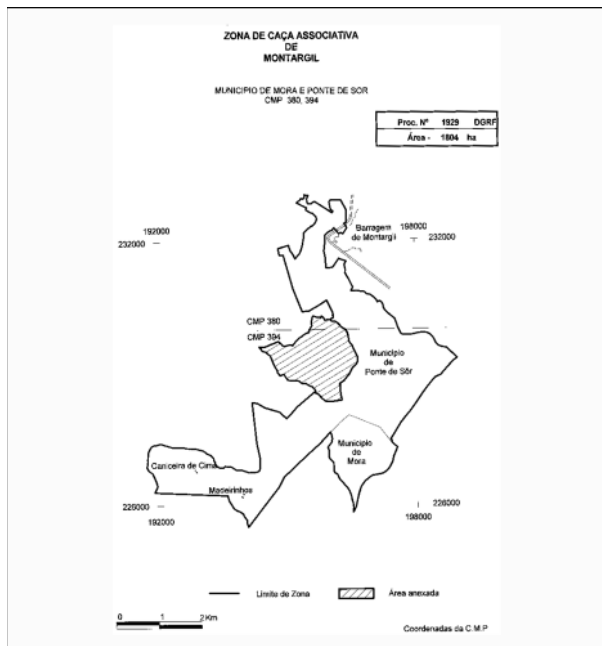 ZONA DE CAÇA ASSOCIATIVA
DE
MONTARGIL
MUNICIPIO DE MORA E PONTE DE SOR
CMP 380, 394
Proc. Nº 1929 DGRF
Área - 1804 ha
192000
232000
Barragem
de Montargil
198000
232000
CMP 380
CMP 394
Município
de
Ponte de Sôr
Município
de
Mora
Caniceira de Cima
Madeirinhos
226000
192000
226000
198000
Limite de Zona
Área anexada
0 1 2 Km
Coordenadas da C.M.P